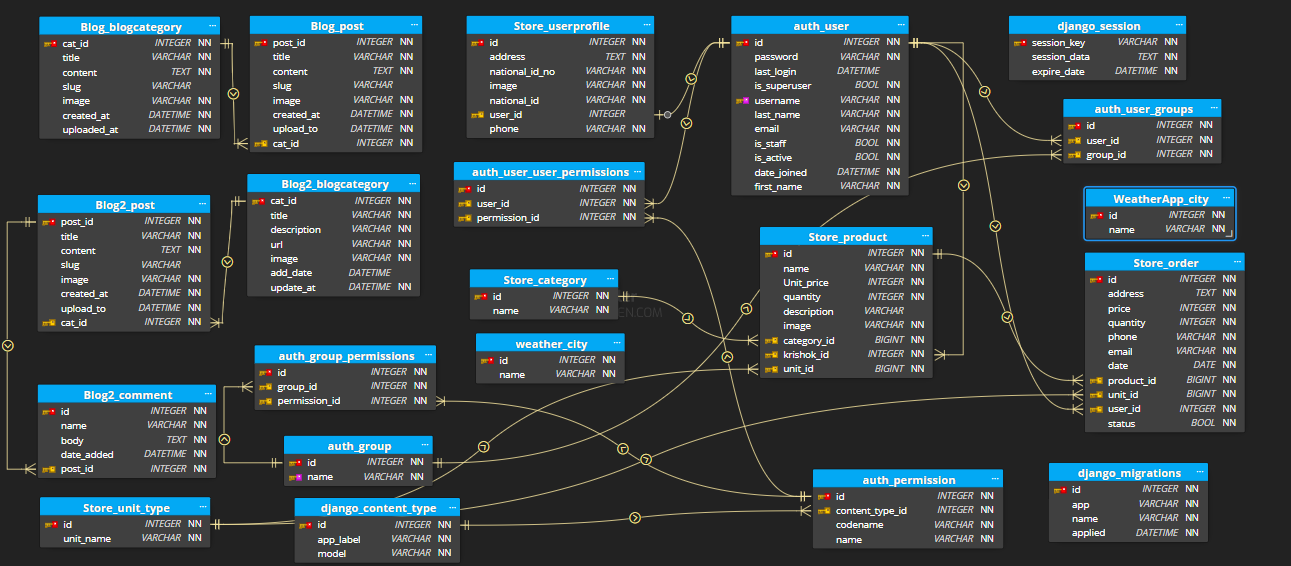 Blog_blogcategory ...
cat_id INTEGER NN
title VARCHAR NN
content TEXT NN
slug VARCHAR
image VARCHAR NN
created_at DATETIME NN
uploaded_at DATETIME NN
Blog_post ...
post_id INTEGER NN
title VARCHAR NN
content TEXT NN
slug VARCHAR
image VARCHAR NN
created_at DATETIME NN
upload_to DATETIME NN
cat_id INTEGER NN
Store_userprofile ...
id INTEGER NN
address TEXT NN
national_id_no VARCHAR NN
image VARCHAR
national_id VARCHAR NN
user_id INTEGER
phone VARCHAR NN
auth_user ...
id INTEGER NN
password VARCHAR NN
last_login DATETIME
is_superuser BOOL NN
username VARCHAR NN
last_name VARCHAR NN
email VARCHAR NN
is_staff BOOL NN
is_active BOOL NN
date_joined DATETIME NN
first_name VARCHAR NN
django_session ...
session_key VARCHAR NN
session_data TEXT NN
expire_date DATETIME NN
auth_user_groups ...
id INTEGER NN
user_id INTEGER NN
group_id INTEGER NN
auth_user_user_permissions ...
id INTEGER NN
user_id INTEGER NN
permission_id INTEGER NN
Blog2_blogcategory ...
cat_id INTEGER NN
title VARCHAR NN
description VARCHAR NN
url VARCHAR NN
image VARCHAR NN
add_date DATETIME
update_at DATETIME NN
Blog2_post ...
post_id INTEGER NN
title VARCHAR NN
content TEXT NN
slug VARCHAR
image VARCHAR NN
created_at DATETIME NN
upload_to DATETIME NN
cat_id INTEGER NN
WeatherApp_city ...
id INTEGER NN
name VARCHAR NN
Store_product ...
id INTEGER NN
name VARCHAR NN
Unit_price INTEGER NN
quantity INTEGER NN
description VARCHAR
image VARCHAR NN
category_id BIGINT NN
krishok_id INTEGER NN
unit_id BIGINT NN
Store_order ...
id INTEGER NN
address TEXT NN
price INTEGER NN
quantity INTEGER NN
phone VARCHAR NN
email VARCHAR NN
date DATE NN
product_id BIGINT NN
unit_id BIGINT NN
user_id INTEGER NN
status BOOL NN
Store_category ...
id INTEGER NN
name VARCHAR NN
weather_city ...
id INTEGER NN
name VARCHAR NN
auth_group_permissions ...
id INTEGER NN
group_id INTEGER NN
permission_id INTEGER NN
Blog2_comment ...
id INTEGER NN
name VARCHAR NN
body TEXT NN
date_added DATETIME NN
post_id INTEGER NN
auth_group ...
id INTEGER NN
name VARCHAR NN
Store_unit_type ...
id INTEGER NN
unit_name VARCHAR NN
django_content_type ...
id INTEGER NN
app_label VARCHAR NN
model VARCHAR NN
auth_permission ...
id INTEGER NN
content_type_id INTEGER NN
codename VARCHAR NN
name VARCHAR NN
django_migrations ...
id INTEGER NN
app VARCHAR NN
name VARCHAR NN
applied DATETIME NN